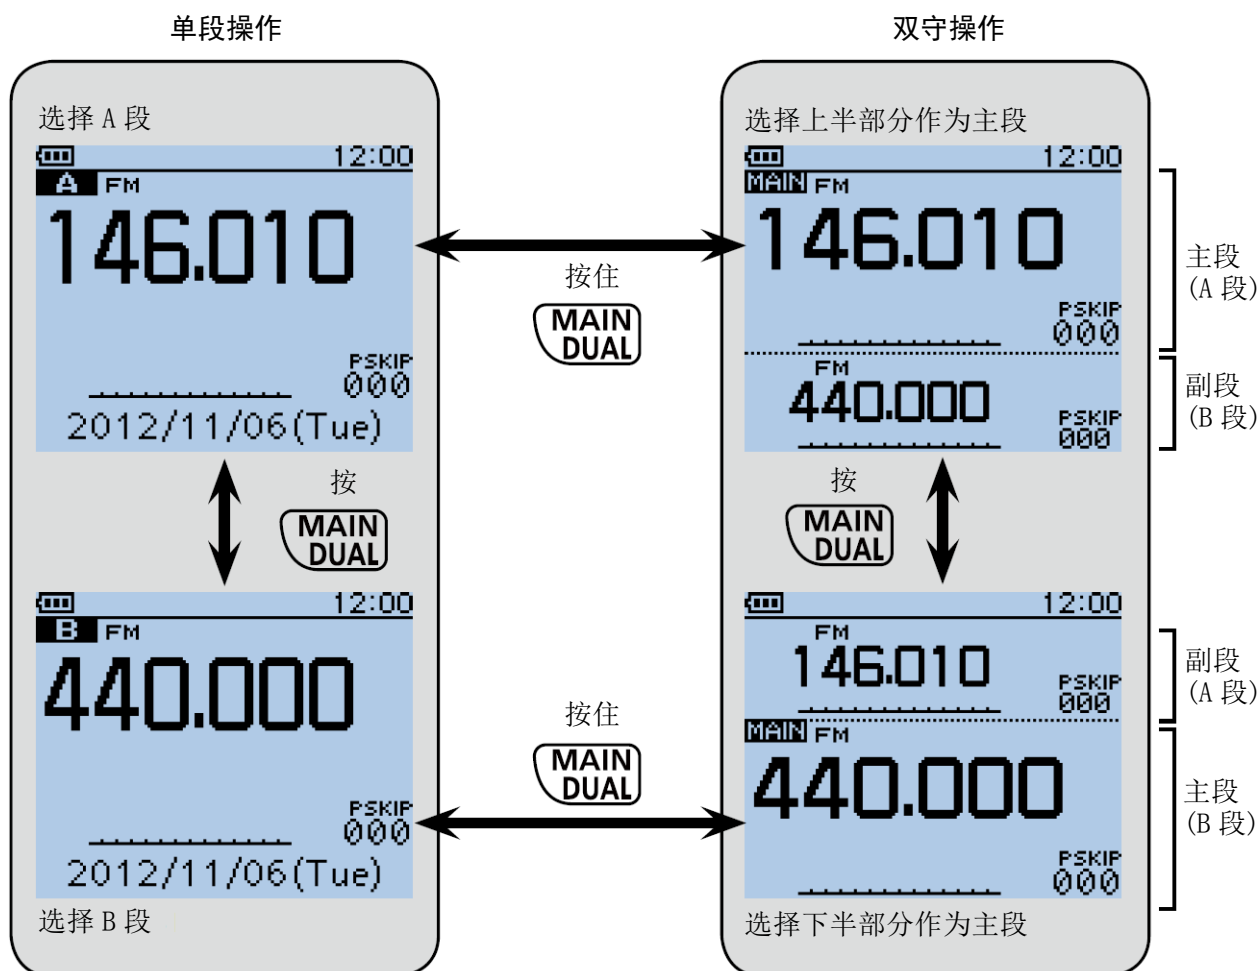 单段操作
双守操作
选择 A 段
12:00
A FM
146.010
PSKIP
000
2012/11/06(Tue)
按
MAIN
DUAL
12:00
B FM
440.000
PSKIP
000
2012/11/06(Tue)
选择 B 段
按住
MAIN
DUAL
按住
MAIN
DUAL
选择上半部分作为主段
12:00
MAIN FM
146.010
PSKIP
000
FM
440.000
PSKIP
000
主段
(A 段)
副段
(B 段)
按
MAIN
DUAL
12:00
FM
146.010
PSKIP
000
MAIN FM
440.000
PSKIP
000
副段
(A 段)
主段
(B 段)
选择下半部分作为主段